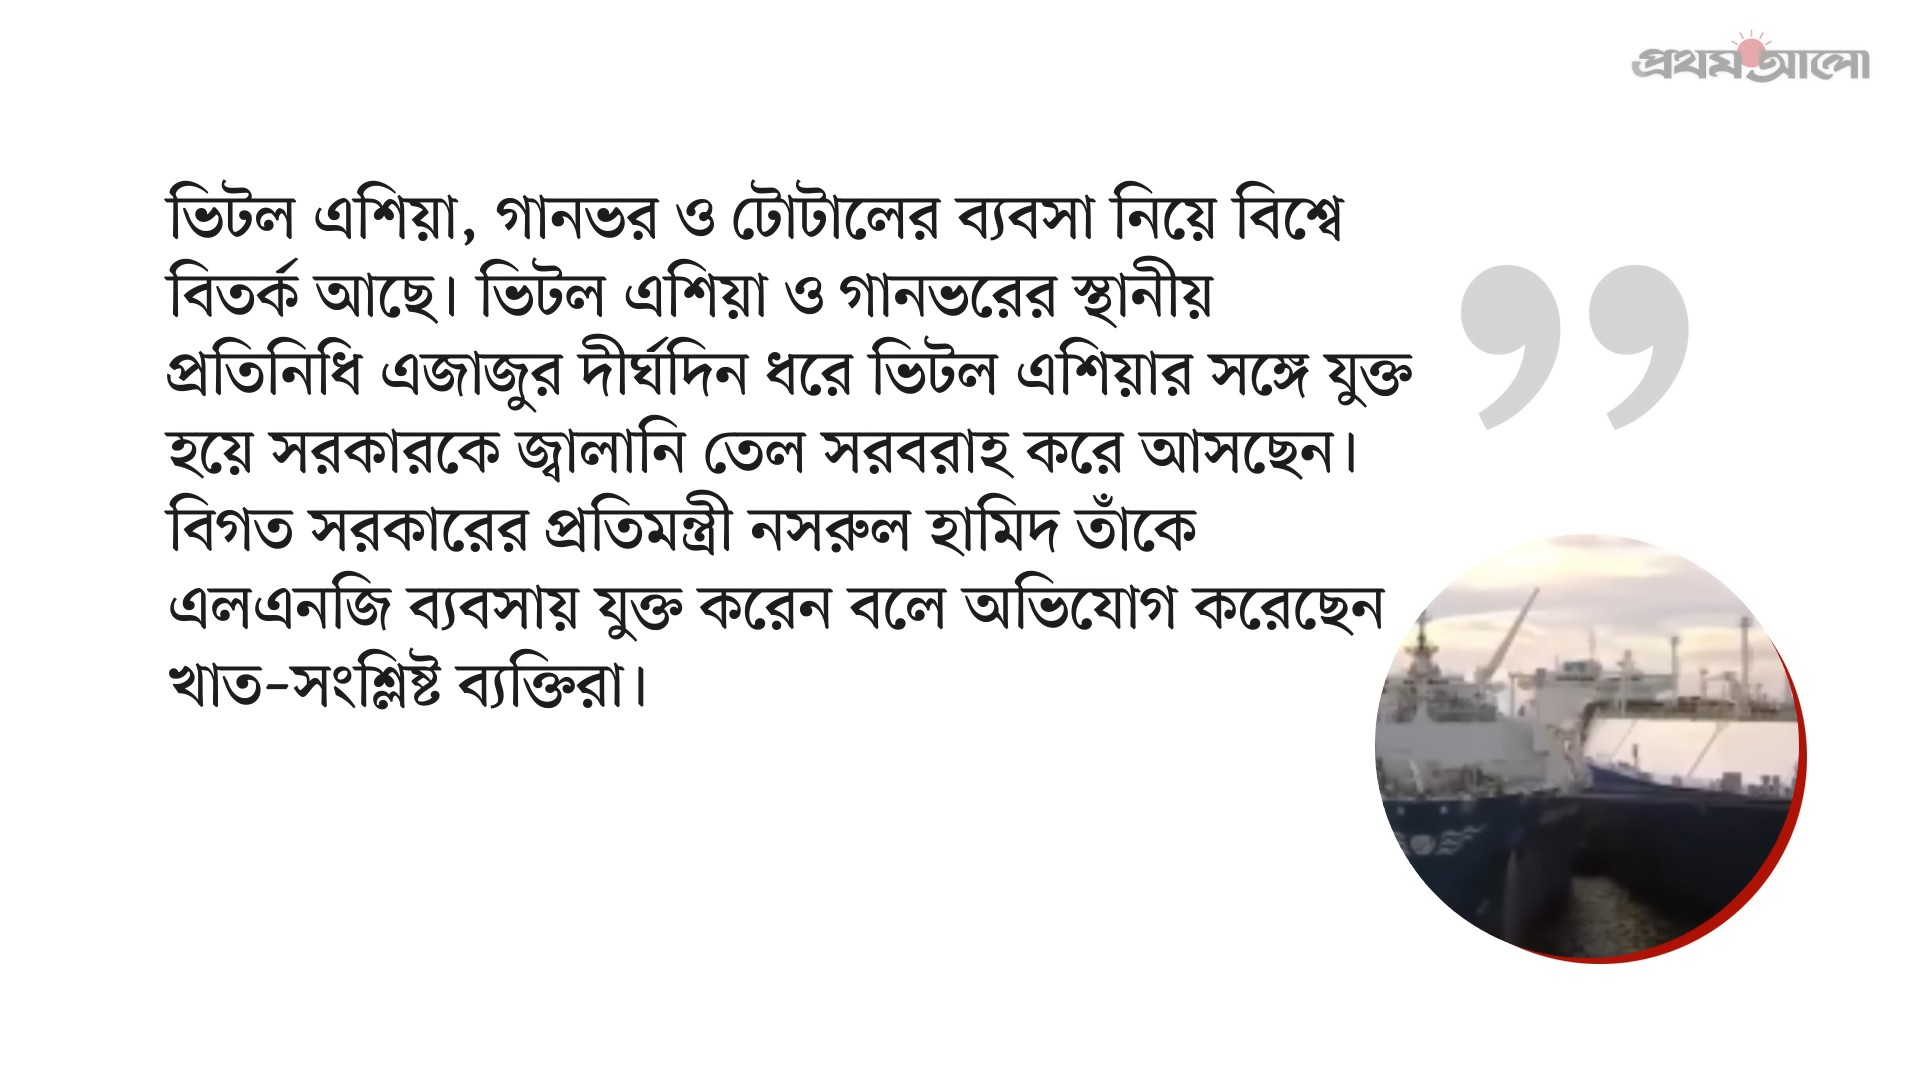 প্রথম আলো
ভিটল এশিয়া, গানভর ও টোটালের ব্যবসা নিয়ে বিশ্বে
বিতর্ক আছে। ভিটল এশিয়া ও গানভরের স্থানীয়
প্রতিনিধি এজাজুর দীর্ঘদিন ধরে ভিটল এশিয়ার সঙ্গে যুক্ত
হয়ে সরকারকে জ্বালানি তেল সরবরাহ করে আসছেন।
বিগত সরকারের প্রতিমন্ত্রী নসরুল হামিদ তাঁকে
এলএনজি ব্যবসায় যুক্ত করেন বলে অভিযোগ করেছেন
খাত-সংশ্লিষ্ট ব্যক্তিরা।